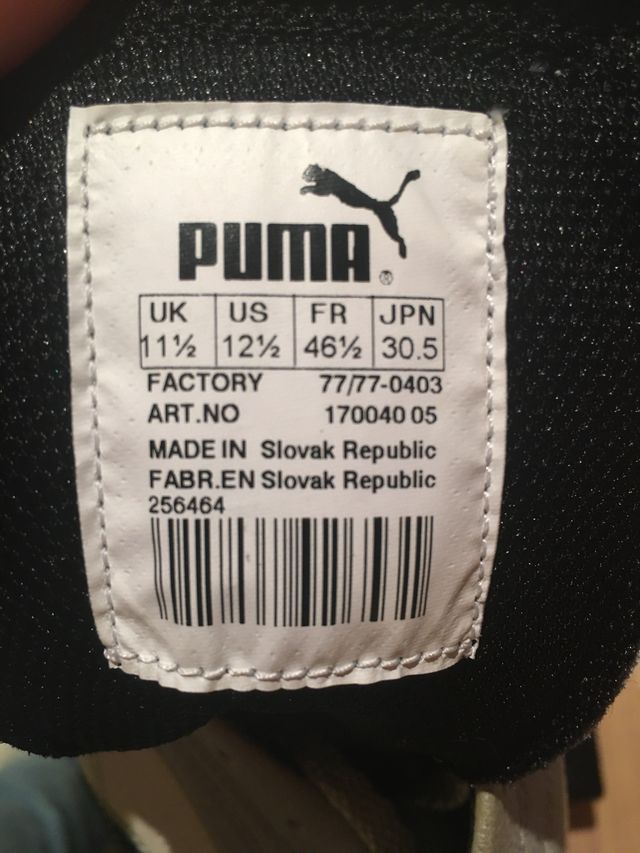 PUMA®
UK US FR JPN
11½ 12½ 46½ 30.5
FACTORY 77/77-0403
ART.NO 170040 05
MADE IN Slovak Republic
FABR.EN Slovak Republic
256464